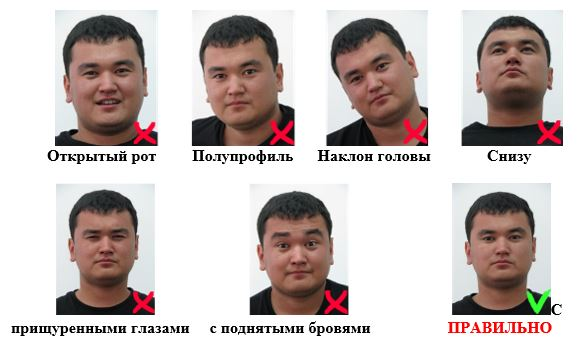 Открытый рот
Полупрофиль
Наклон головы
Снизу
С
прищуренными глазами
с поднятыми бровями
ПРАВИЛЬНО